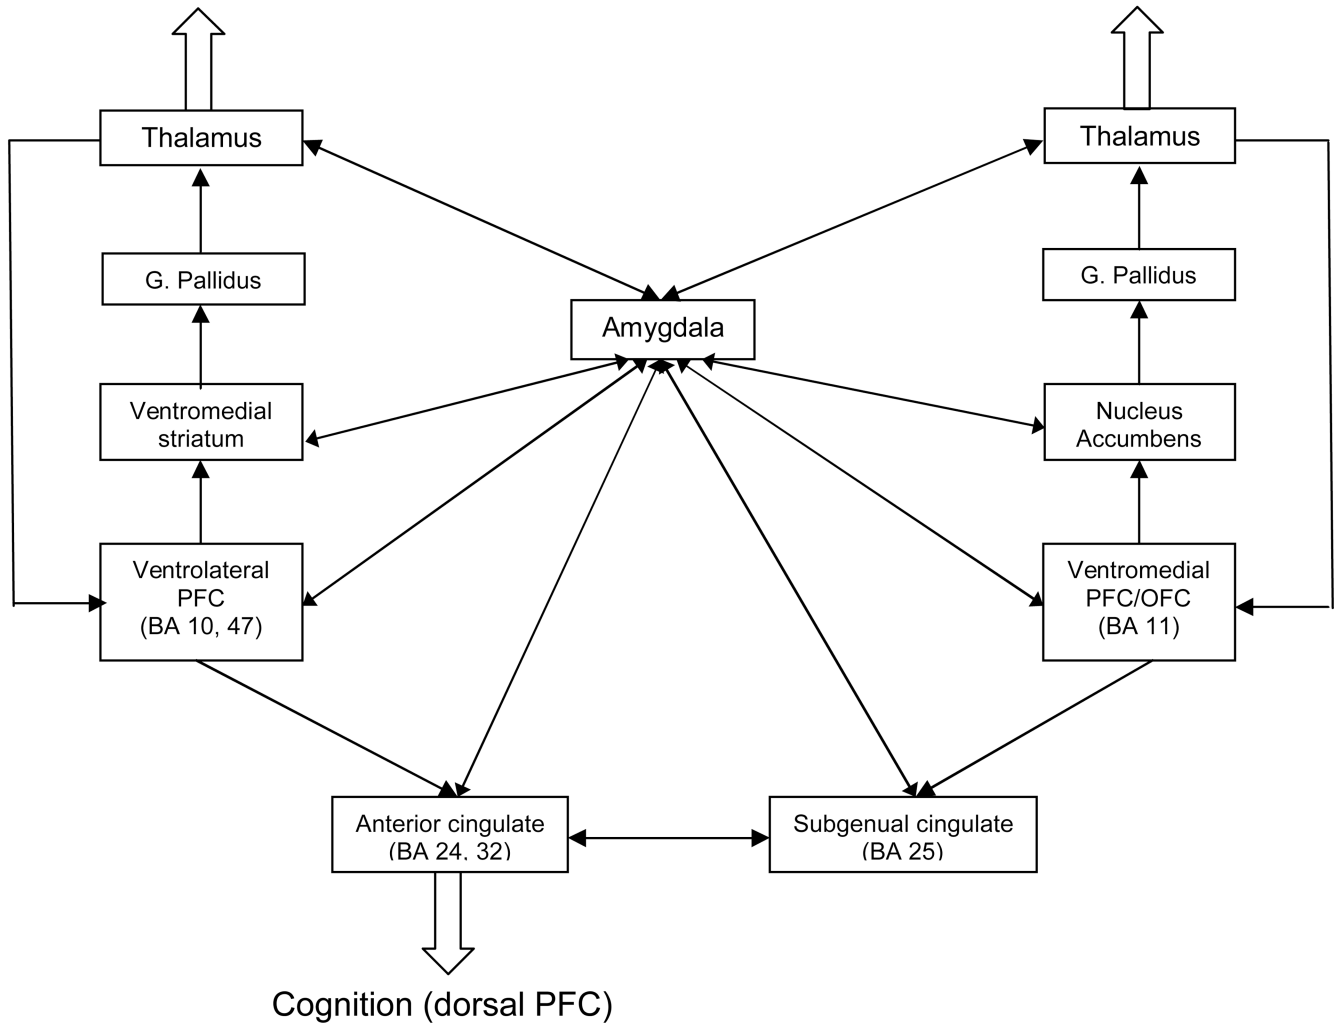 Thalamus
Thalamus
G. Pallidus
G. Pallidus
Amygdala
Ventromedial
striatum
Nucleus
Accumbens
Ventrolateral
PFC
(BA 10, 47)
Ventromedial
PFC/OFC
(BA 11)
Anterior cingulate
(BA 24, 32)
Subgenual cingulate
(BA 25)
Cognition (dorsal PFC)